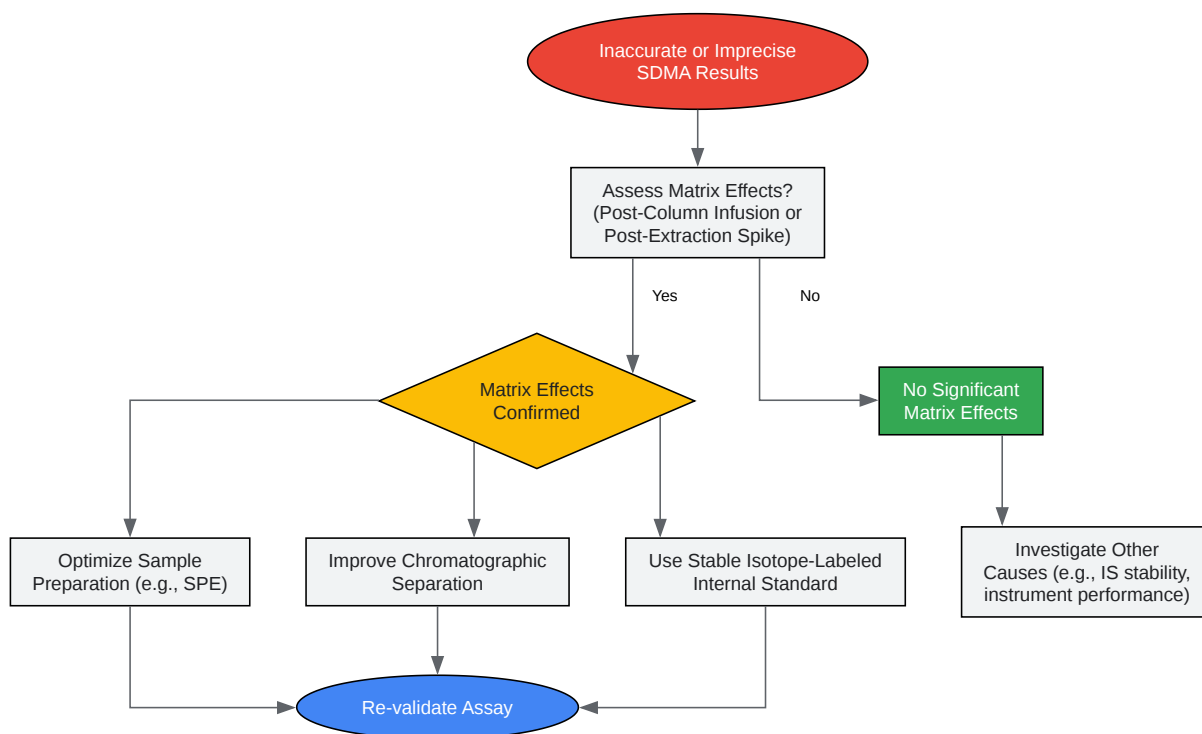 Inaccurate or Imprecise
SDMA Results
Assess Matrix Effects?
(Post-Column Infusion or
Post-Extraction Spike)
Yes
No
Matrix Effects
Confirmed
No Significant
Matrix Effects
Optimize Sample
Preparation (e.g., SPE)
Improve Chromatographic
Separation
Use Stable Isotope-Labeled
Internal Standard
Investigate Other
Causes (e.g., IS stability,
instrument performance)
Re-validate Assay